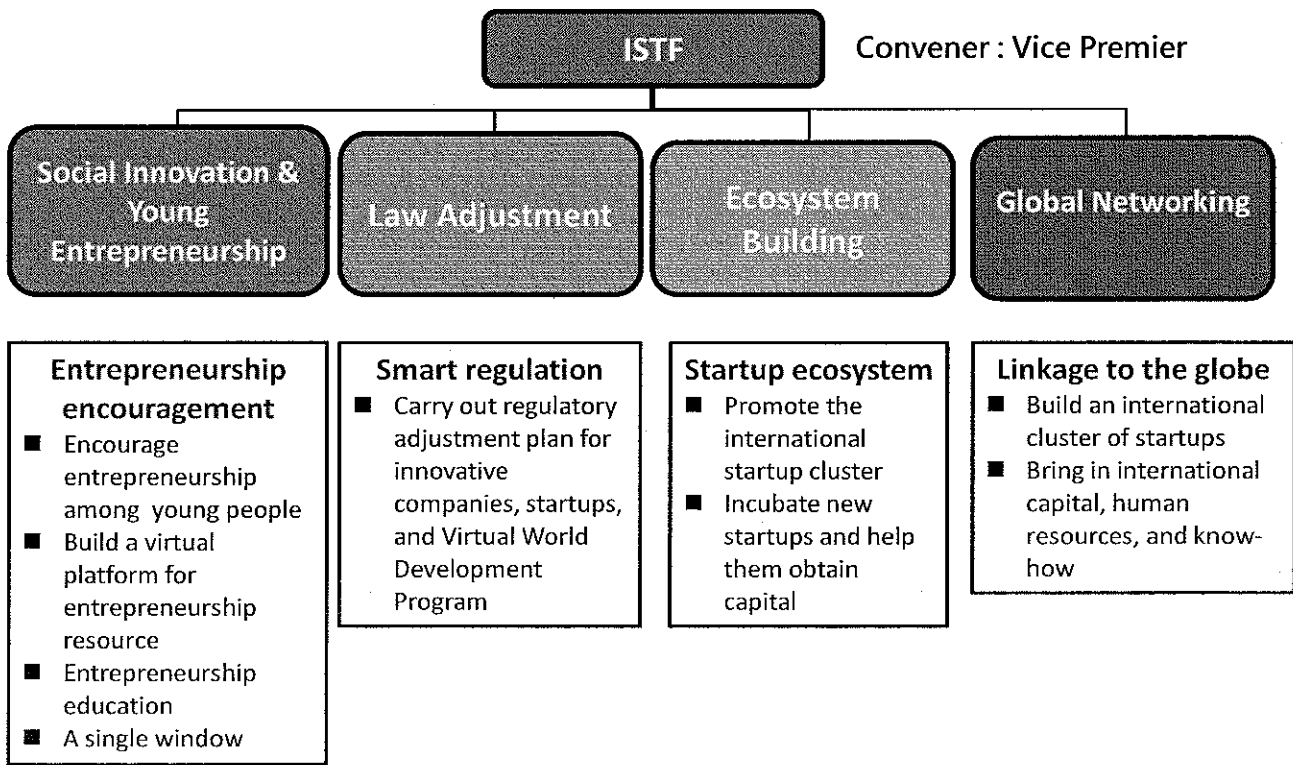 ISTF
Convener : Vice Premier
Social Innovation &
Young
Entrepreneurship
Law Adjustment
Ecosystem
Building
Global Networking
Entrepreneurship
encouragement
■ Encourage
entrepreneurship
among young people
■ Build a virtual
platform for
entrepreneurship
resource
■ Entrepreneurship
education
■ A single window
Smart regulation
■ Carry out regulatory
adjustment plan for
innovative
companies, startups,
and Virtual World
Development
Program
Startup ecosystem
■ Promote the
international
startup cluster
■ Incubate new
startups and help
them obtain
capital
Linkage to the globe
■ Build an international
cluster of startups
■ Bring in international
capital, human
resources, and know-
how